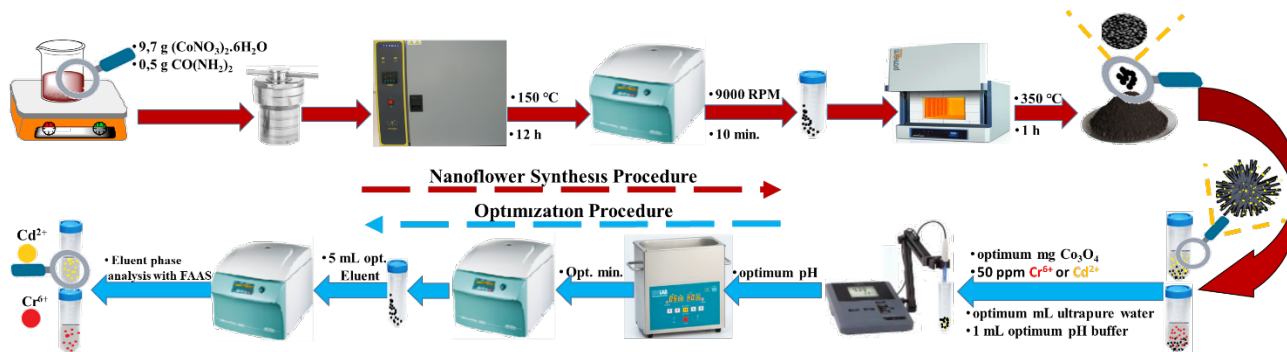 • 9,7 g (CoNO₃)₂.6H₂O
• 0,5 g CO(NH₂)₂
• 150 °C
• 12 h
• 9000 RPM
• 10 min.
• 350 °C
• 1 h
Nanoflower Synthesis Procedure
Optimization Procedure
Cd²⁺
Cr⁶⁺
• Eluent phase
analysis with FAAS
• 5 mL opt.
Eluent
• Opt. min.
• optimum pH
• optimum mg Co₃O₄
• 50 ppm Cr⁶⁺ or Cd²⁺
• optimum mL ultrapure water
• 1 mL optimum pH buffer